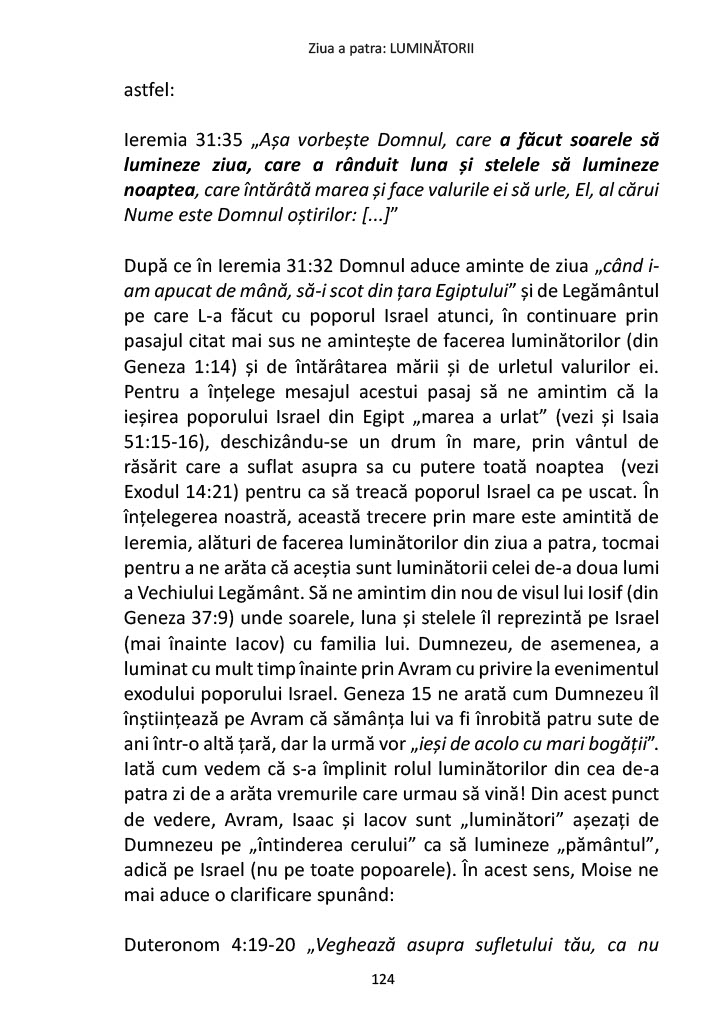 Ziua a patra: LUMINĂTORII
astfel:
Ieremia 31:35 „Așa vorbește Domnul, care a făcut soarele să
lumineze ziua, care a rânduit luna și stelele să lumineze
noaptea, care întărâtă marea și face valurile ei să urle, El, al cărui
Nume este Domnul oștirilor: [...]”
După ce în Ieremia 31:32 Domnul aduce aminte de ziua „când i-
am apucat de mână, să-i scot din țara Egiptului” și de Legământul
pe care L-a făcut cu poporul Israel atunci, în continuare prin
pasajul citat mai sus ne amintește de facerea luminătorilor (din
Geneza 1:14) și de întărâtarea mării și de urletul valurilor ei.
Pentru a înțelege mesajul acestui pasaj să ne amintim că la
ieșirea poporului Israel din Egipt „marea a urlat” (vezi și Isaia
51:15-16), deschizându-se un drum în mare, prin vântul de
răsărit care a suflat asupra sa cu putere toată noaptea (vezi
Exodul 14:21) pentru ca să treacă poporul Israel ca pe uscat. În
înțelegerea noastră, această trecere prin mare este amintită de
Ieremia, alături de facerea luminătorilor din ziua a patra, tocmai
pentru a ne arăta că aceștia sunt luminătorii celei de-a doua lumi
a Vechiului Legământ. Să ne amintim din nou de visul lui Iosif (din
Geneza 37:9) unde soarele, luna și stelele îl reprezintă pe Israel
(mai înainte Iacov) cu familia lui. Dumnezeu, de asemenea, a
luminat cu mult timp înainte prin Avram cu privire la evenimentul
exodului poporului Israel. Geneza 15 ne arată cum Dumnezeu îl
înștiințează pe Avram că sămânța lui va fi înrobită patru sute de
ani într-o altă țară, dar la urmă vor „ieși de acolo cu mari bogății”.
Iată cum vedem că s-a împlinit rolul luminătorilor din cea de-a
patra zi de a arăta vremurile care urmau să vină! Din acest punct
de vedere, Avram, Isaac și Iacov sunt „luminători” așezați de
Dumnezeu pe „întinderea cerului” ca să lumineze „pământul”,
adică pe Israel (nu pe toate popoarele). În acest sens, Moise ne
mai aduce o clarificare spunând:
Duteronom 4:19-20 „Veghează asupra sufletului tău, ca nu
124